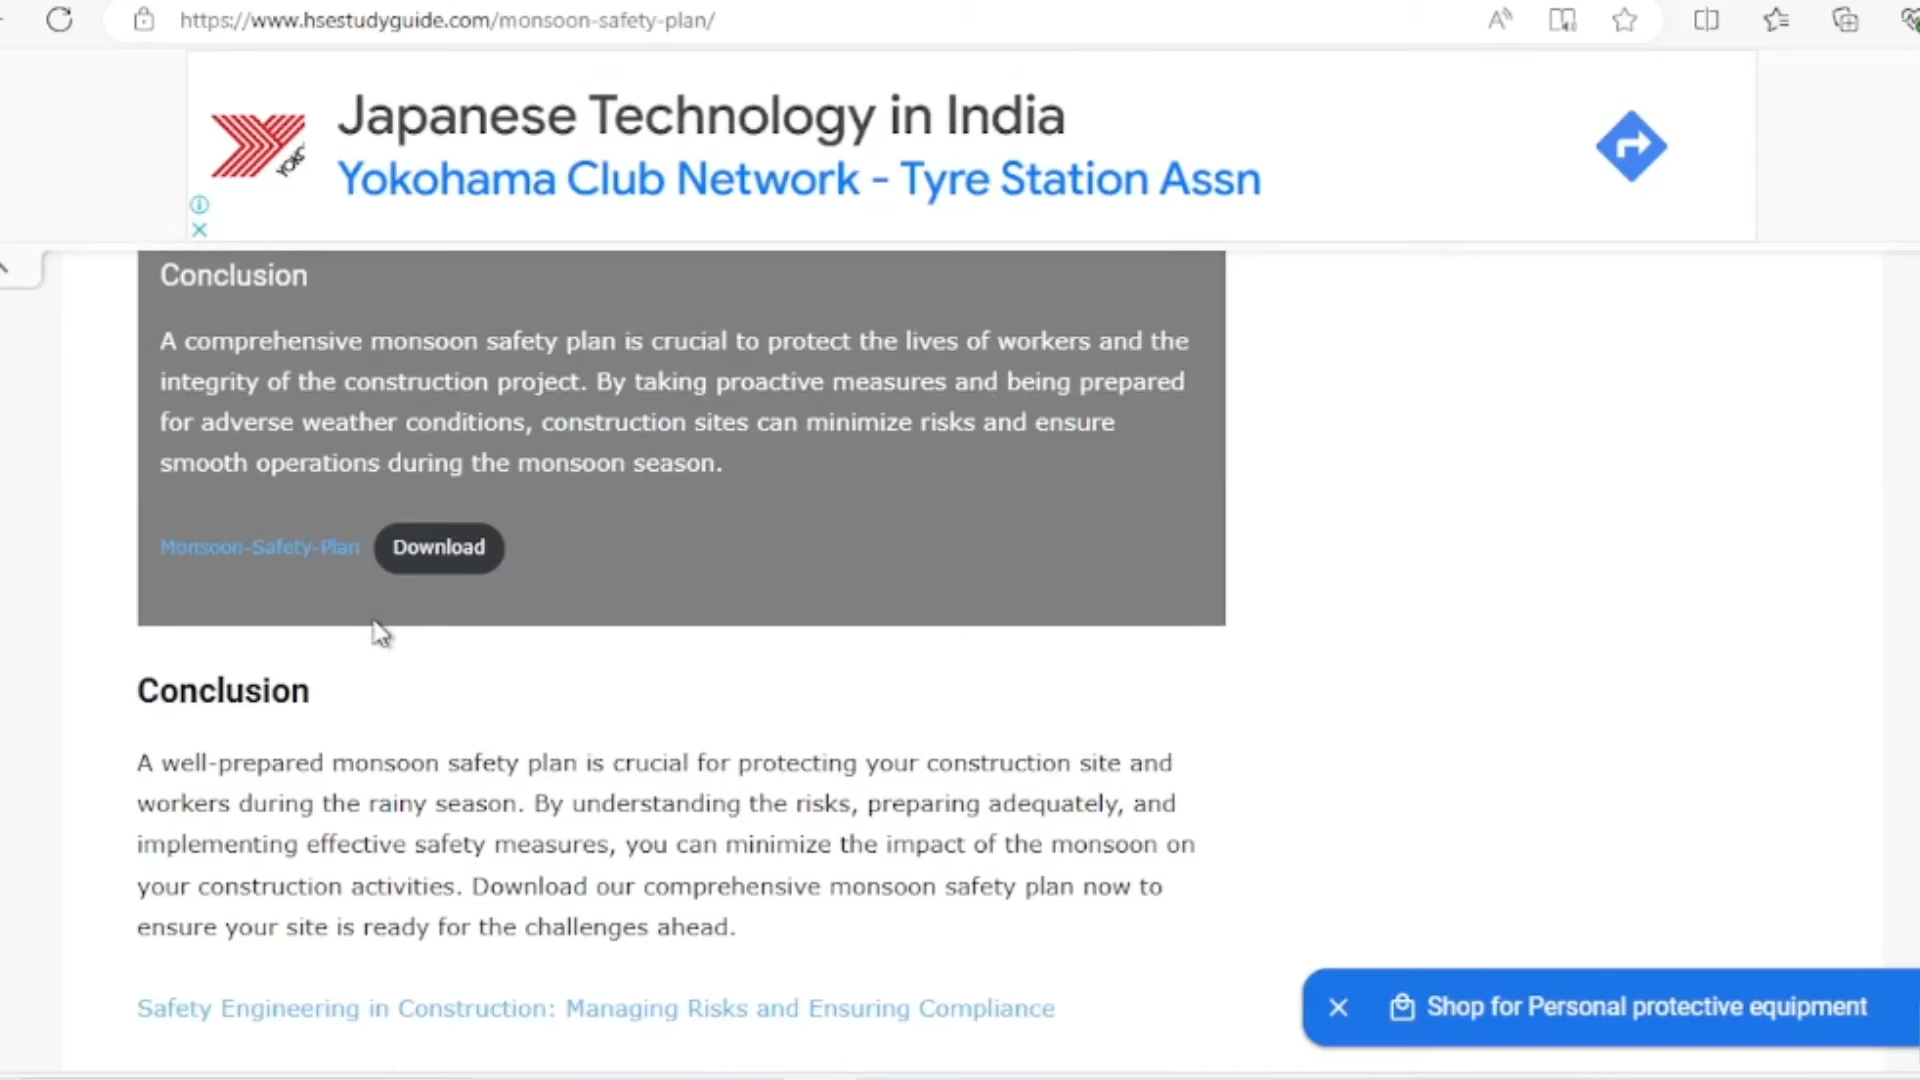 https://www.hsestudyguide.com/monsoon-safety-plan/
Japanese Technology in India
Yokohama Club Network - Tyre Station Assn
Conclusion
A comprehensive monsoon safety plan is crucial to protect the lives of workers and the
integrity of the construction project. By taking proactive measures and being prepared
for adverse weather conditions, construction sites can minimize risks and ensure
smooth operations during the monsoon season.
Monsoon-Safety-Plan Download
Conclusion
A well-prepared monsoon safety plan is crucial for protecting your construction site and
workers during the rainy season. By understanding the risks, preparing adequately, and
implementing effective safety measures, you can minimize the impact of the monsoon on
your construction activities. Download our comprehensive monsoon safety plan now to
ensure your site is ready for the challenges ahead.
Safety Engineering in Construction: Managing Risks and Ensuring Compliance
Shop for Personal protective equipment